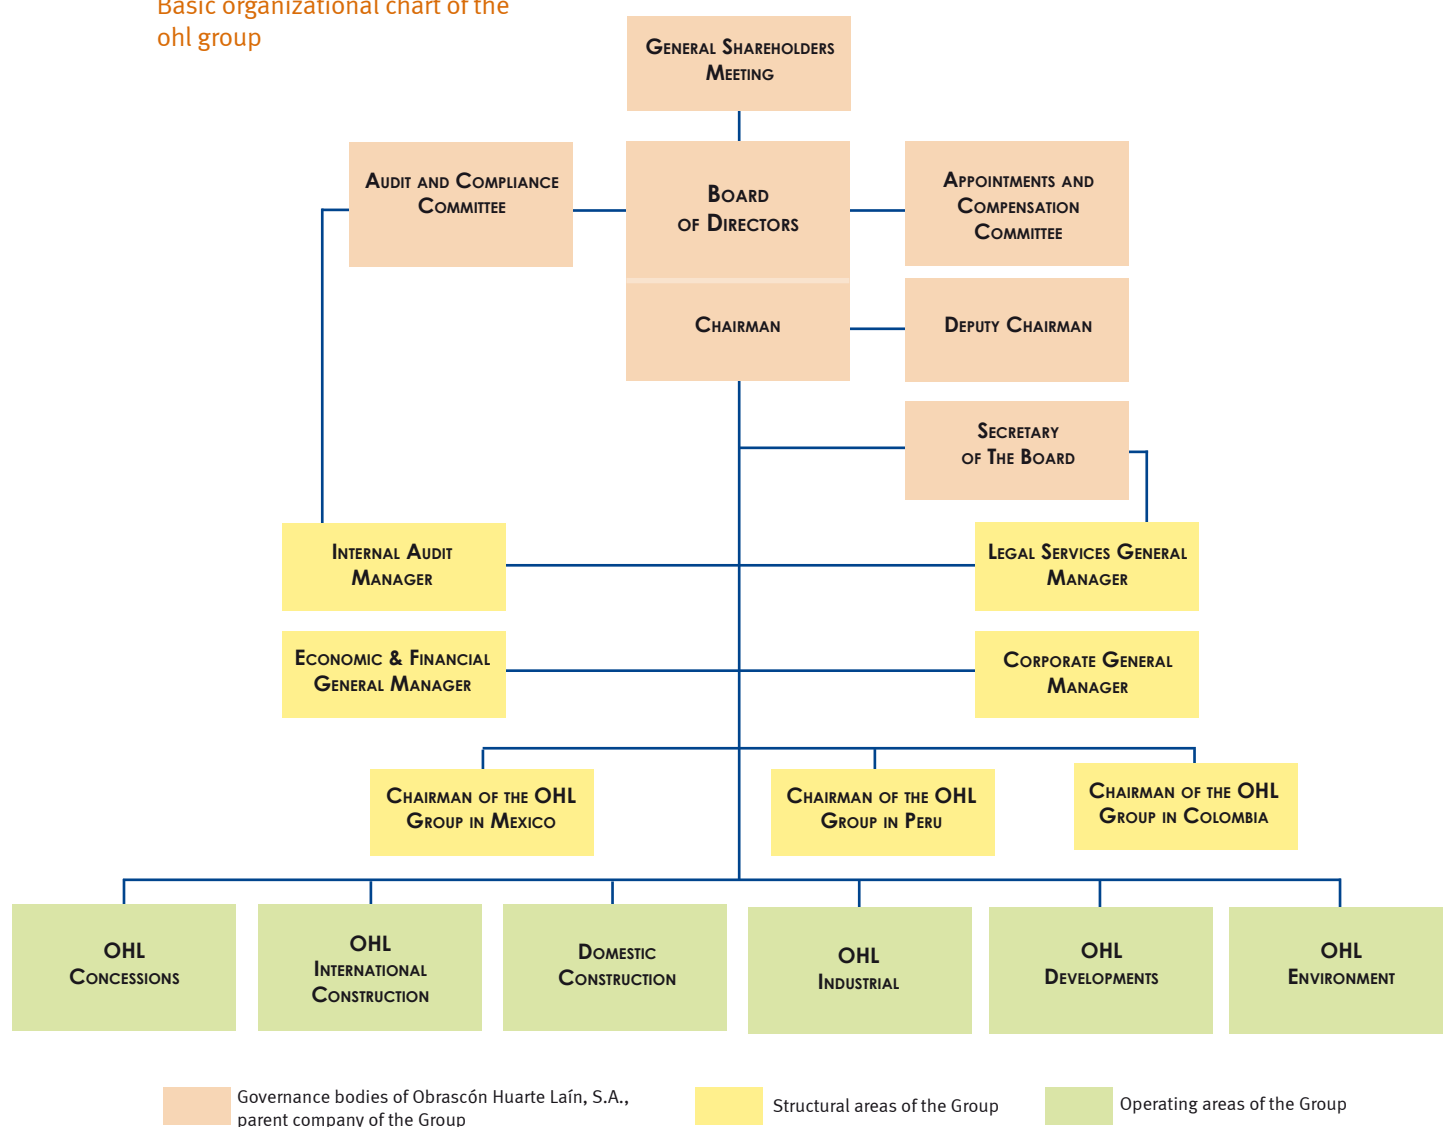 Basic organizational chart of the
ohl group
General Shareholders
Meeting
Audit and Compliance
Committee
Board
of Directors
Appointments and
Compensation
Committee
Chairman
Deputy Chairman
Secretary
of The Board
Internal Audit
Manager
Legal Services General
Manager
Economic & Financial
General Manager
Corporate General
Manager
Chairman of the OHL
Group in Mexico
Chairman of the OHL
Group in Peru
Chairman of the OHL
Group in Colombia
OHL
Concessions
OHL
International
Construction
Domestic
Construction
OHL
Industrial
OHL
Developments
OHL
Environment
Governance bodies of Obrascón Huarte Laín, S.A.,
parent company of the Group
Structural areas of the Group
Operating areas of the Group